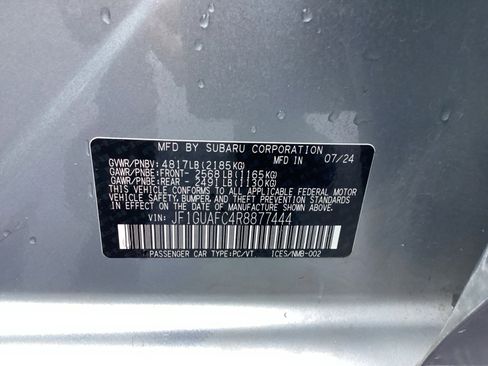 MFD BY SUBARU CORPORATION
GVWR/PNBV: 4817LB(2185KG) MFD IN 07/24
GAWR/PNBE:FRONT- 2568LB(1165KG)
GAWR/PNBE:REAR - 2491LB(1130KG)
THIS VEHICLE CONFORMS TO ALL APPLICABLE FEDERAL MOTOR
VEHICLE SAFETY, BUMPER, AND THEFT PREVENTION STANDARDS
IN EFFECT ON THE DATE OF MANUFACTURE SHOWN ABOVE.
VIN: JF1GUAFC4R8877444
PASSENGER CAR TYPE:PC/VT ICES/NMB-002